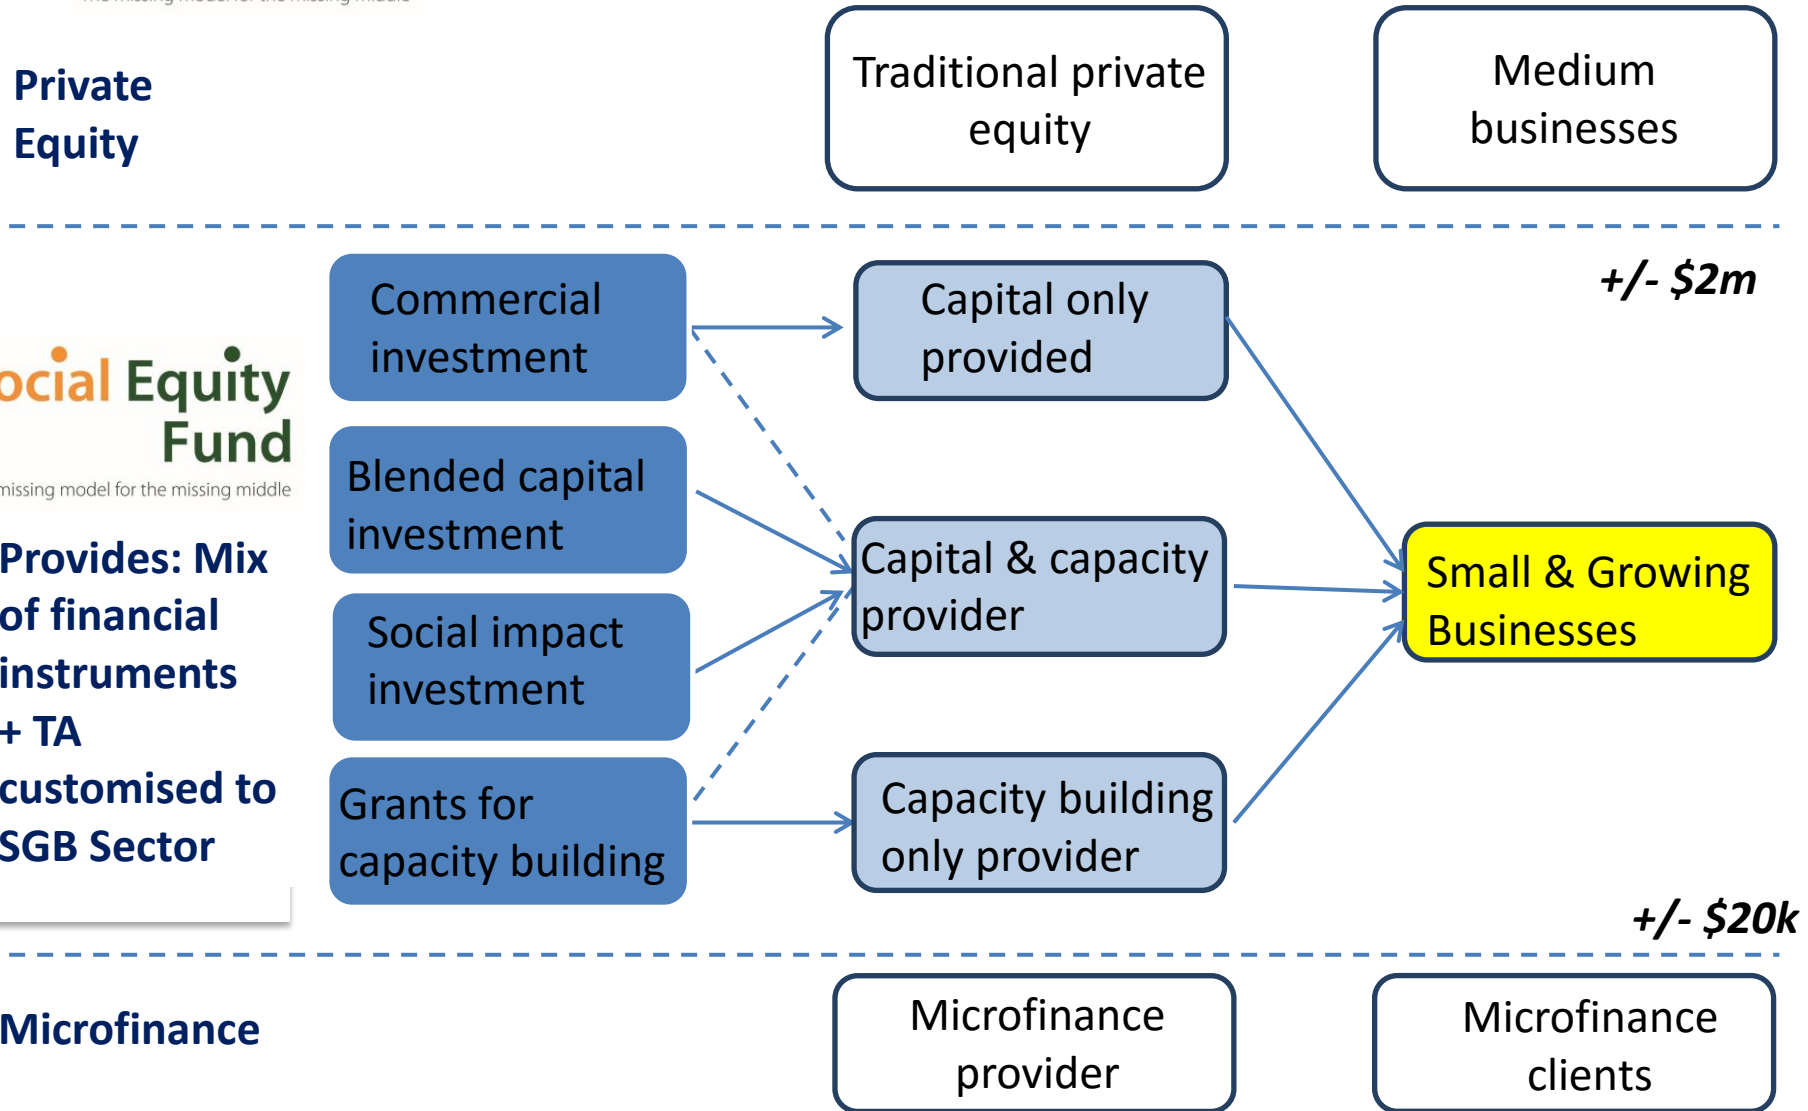 Private
Equity
Traditional private
equity
Medium
businesses
+/- $2m
Commercial
investment
Capital only
provided
ocial Equity
Fund
missing model for the missing middle
Blended capital
investment
Provides: Mix
of financial
instruments
+ TA
customised to
SGB Sector
Capital & capacity
provider
Small & Growing
Businesses
Social impact
investment
Grants for
capacity building
Capacity building
only provider
+/- $20k
Microfinance
Microfinance
provider
Microfinance
clients